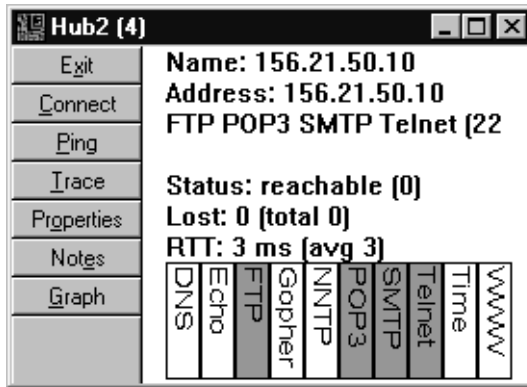 Hub2 (4)
Exit
Connect
Ping
Trace
Properties
Notes
Graph
Name: 156.21.50.10
Address: 156.21.50.10
FTP POP3 SMTP Telnet (22
Status: reachable (0)
Lost: 0 (total 0)
RTT: 3 ms (avg 3)
DNS
Echo
FTP
Gopher
NNTP
POP3
SMTP
Telnet
Time
WWW